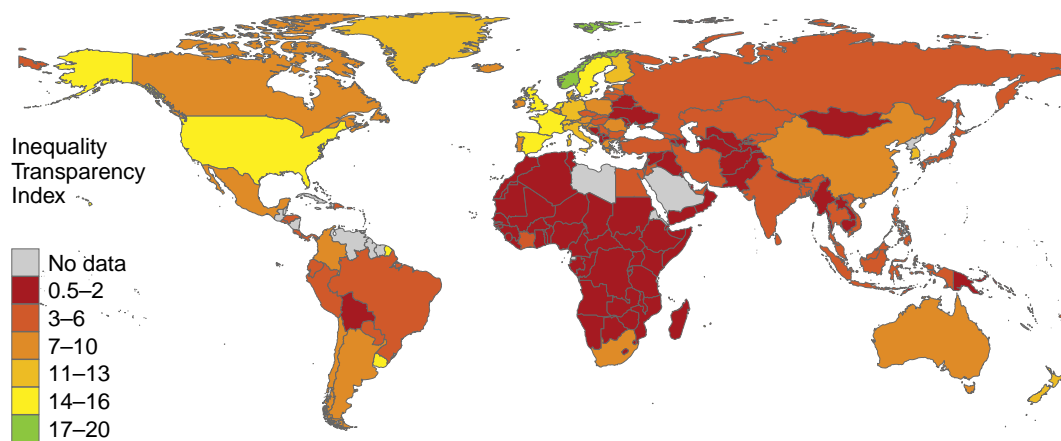 Inequality
Transparency
Index
No data
0.5–2
3–6
7–10
11–13
14–16
17–20